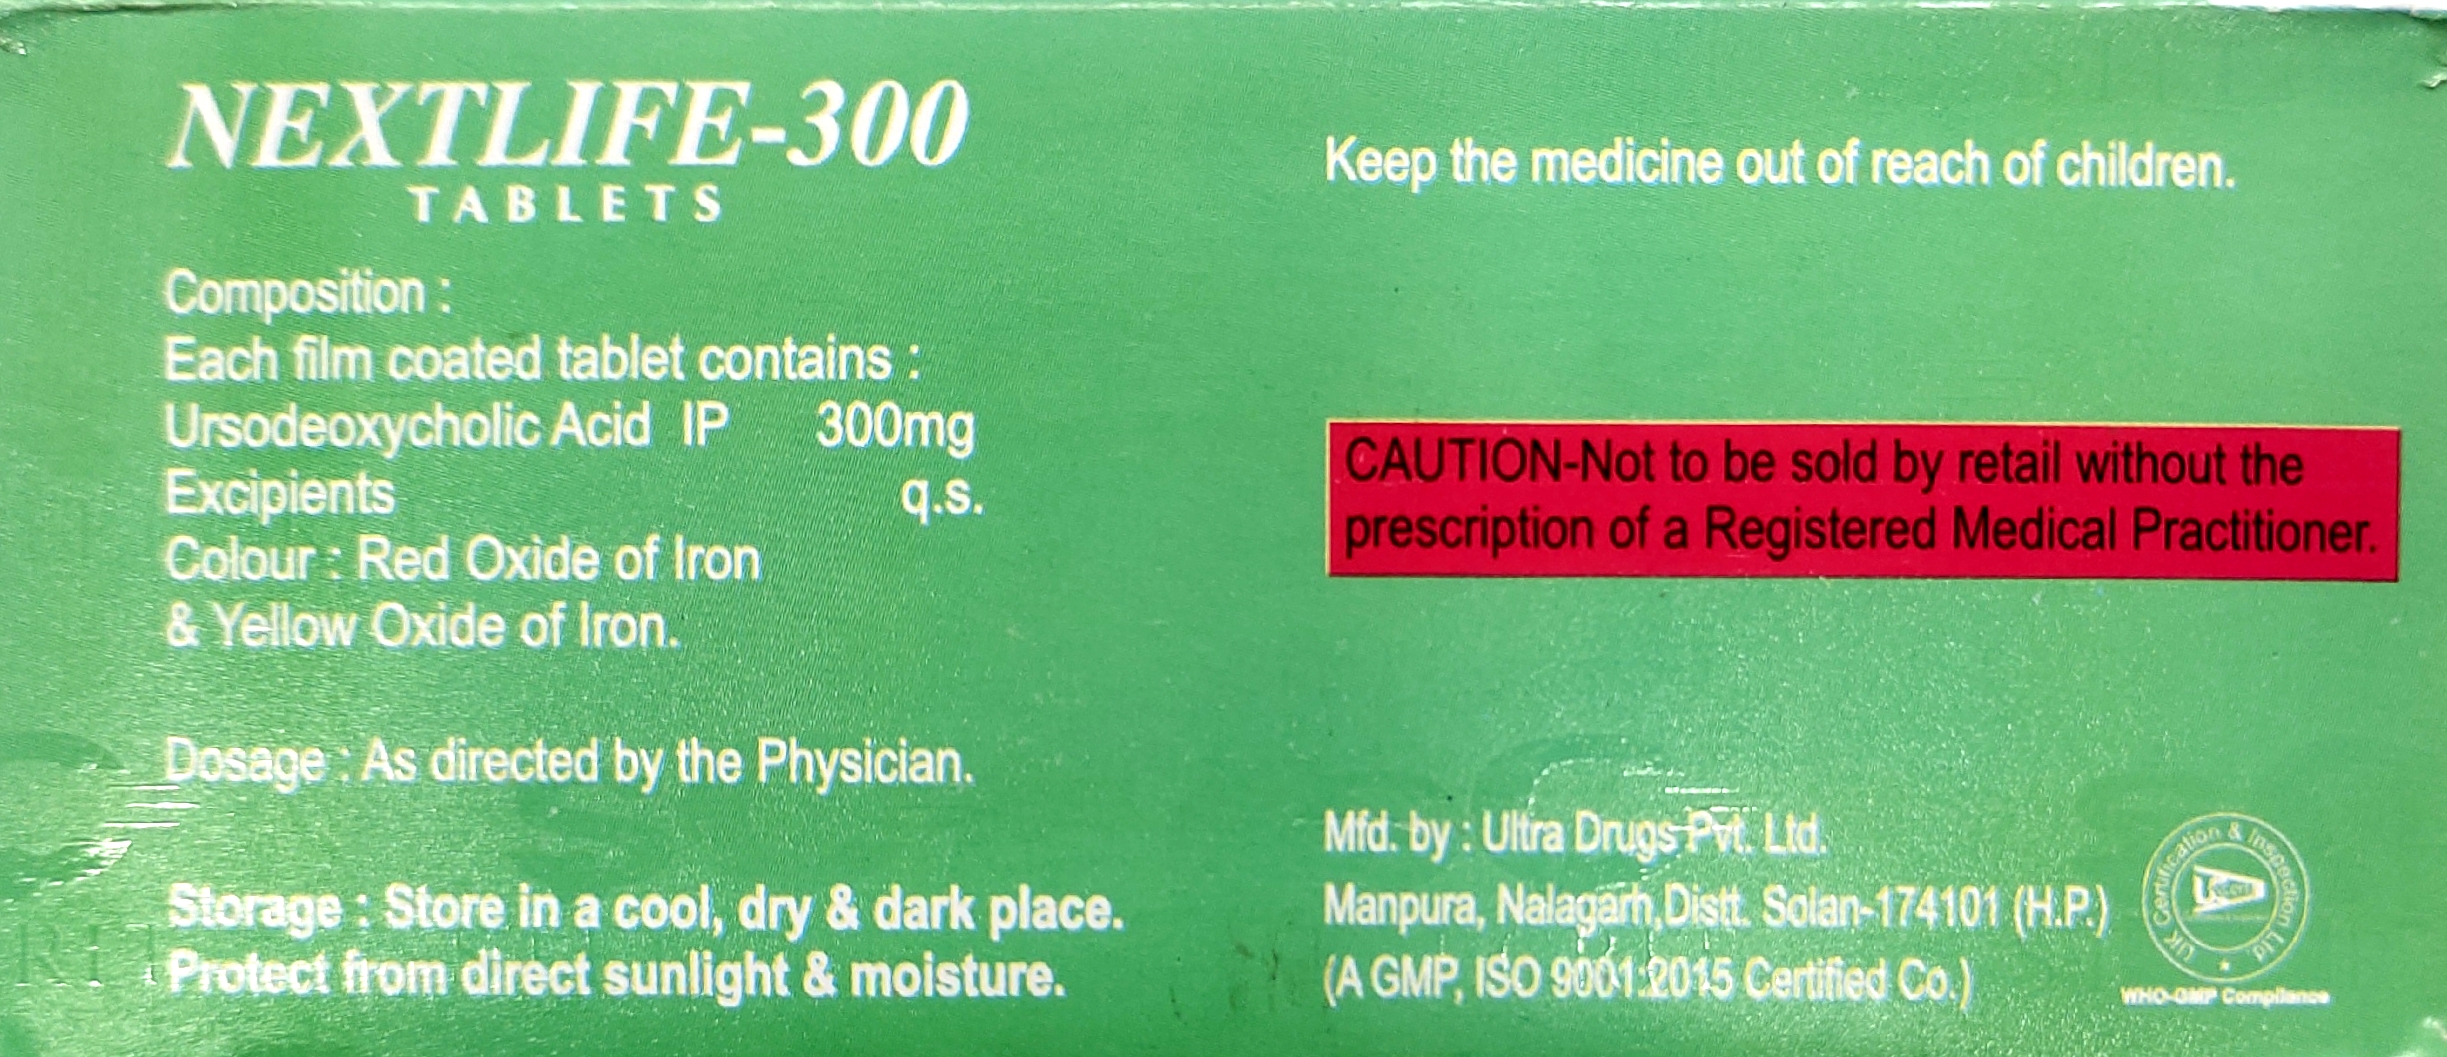 NEXTLIFE-300
TABLETS
Composition :
Each film coated tablet contains :
Ursodeoxycholic Acid IP 300mg
Excipients q.s.
Colour : Red Oxide of Iron
& Yellow Oxide of Iron.
Dosage : As directed by the Physician.
Storage : Store in a cool, dry & dark place.
Protect from direct sunlight & moisture.
Keep the medicine out of reach of children.
CAUTION-Not to be sold by retail without the
prescription of a Registered Medical Practitioner.
Mfd. by : Ultra Drugs Pvt. Ltd.
Manpura, Nalagarh,Distt. Solan-174101 (H.P.)
(A GMP, ISO 9001:2015 Certified Co.)
UK Certification & Inspection Ltd
WHO-GMP Compliance